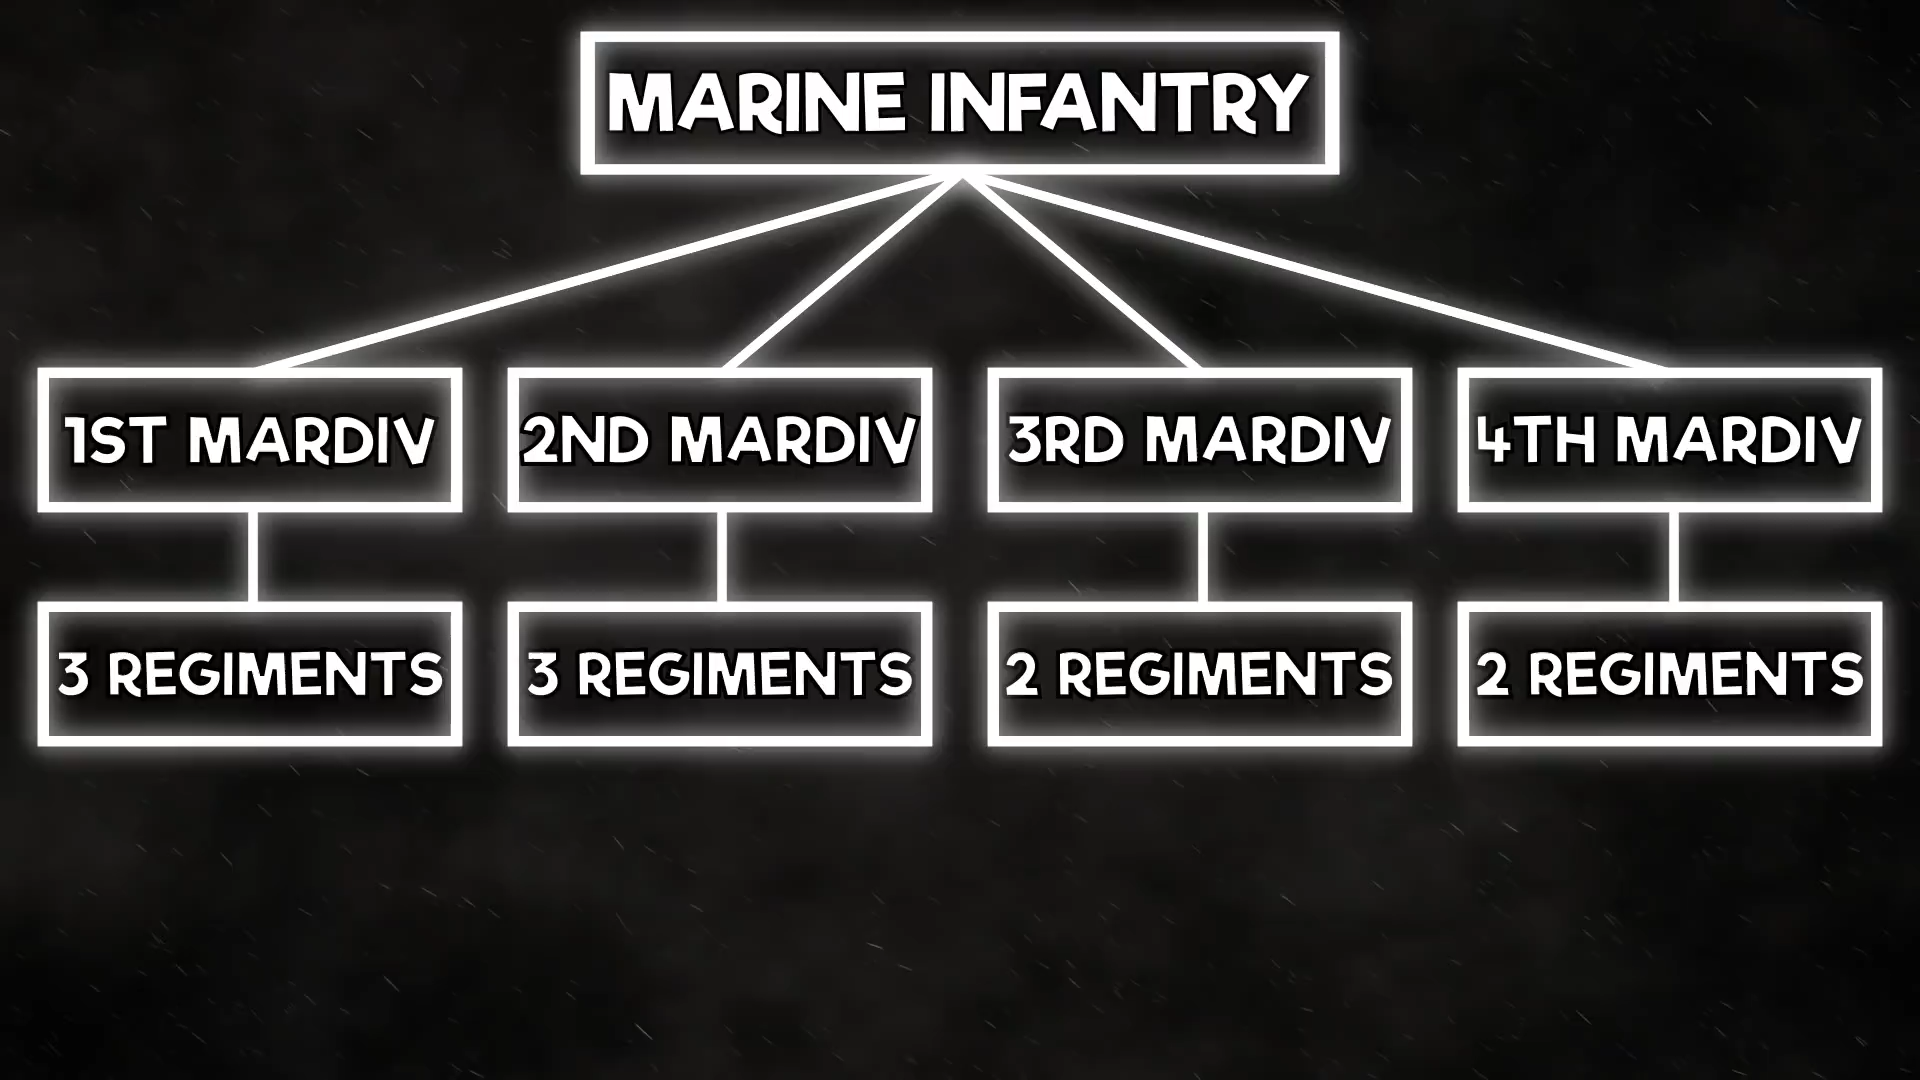 MARINE INFANTRY
1ST MARDIV
2ND MARDIV
3RD MARDIV
4TH MARDIV
3 REGIMENTS
3 REGIMENTS
2 REGIMENTS
2 REGIMENTS